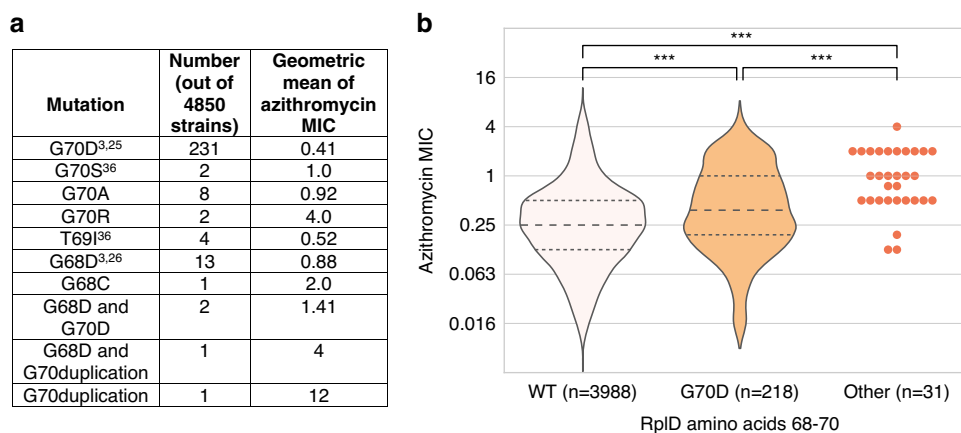 a
Mutation
Number
(out of
4850
strains)
Geometric
mean of
azithromycin
MIC
G70D3,25 231 0.41
G70S36 2 1.0
G70A 8 0.92
G70R 2 4.0
T69I36 4 0.52
G68D3,26 13 0.88
G68C 1 2.0
G68D and 2 1.41
G70D
G68D and 1 4
G70duplication
G70duplication 1 12
b
***
*** ***
Azithromycin MIC
16
4
1
0.25
0.063
0.016
WT (n=3988) G70D (n=218) Other (n=31)
RplD amino acids 68-70